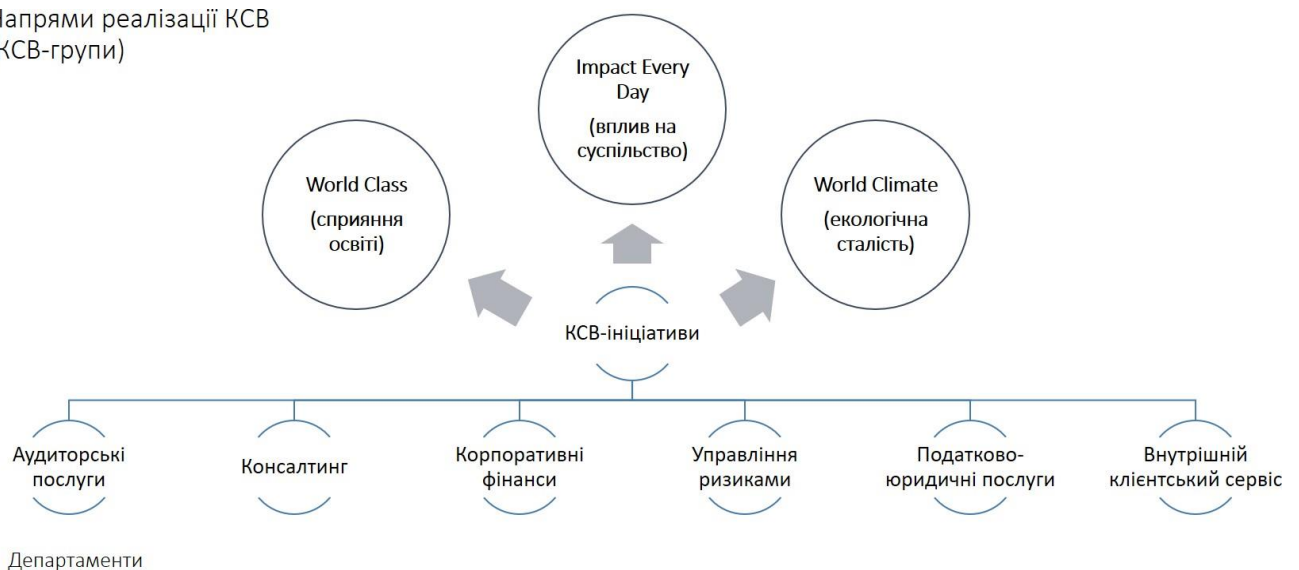 Напрями реалізації КСВ
КСВ-групи)
Impact Every
Day
(вплив на
суспільство)
World Class
(сприяння
освіті)
World Climate
(екологічна
сталість)
КСВ-ініціативи
Аудиторські
послуги
Консалтинг
Корпоративні
фінанси
Управління
ризиками
Податково-
юридичні послуги
Внутрішній
клієнтський сервіс
Департаменти